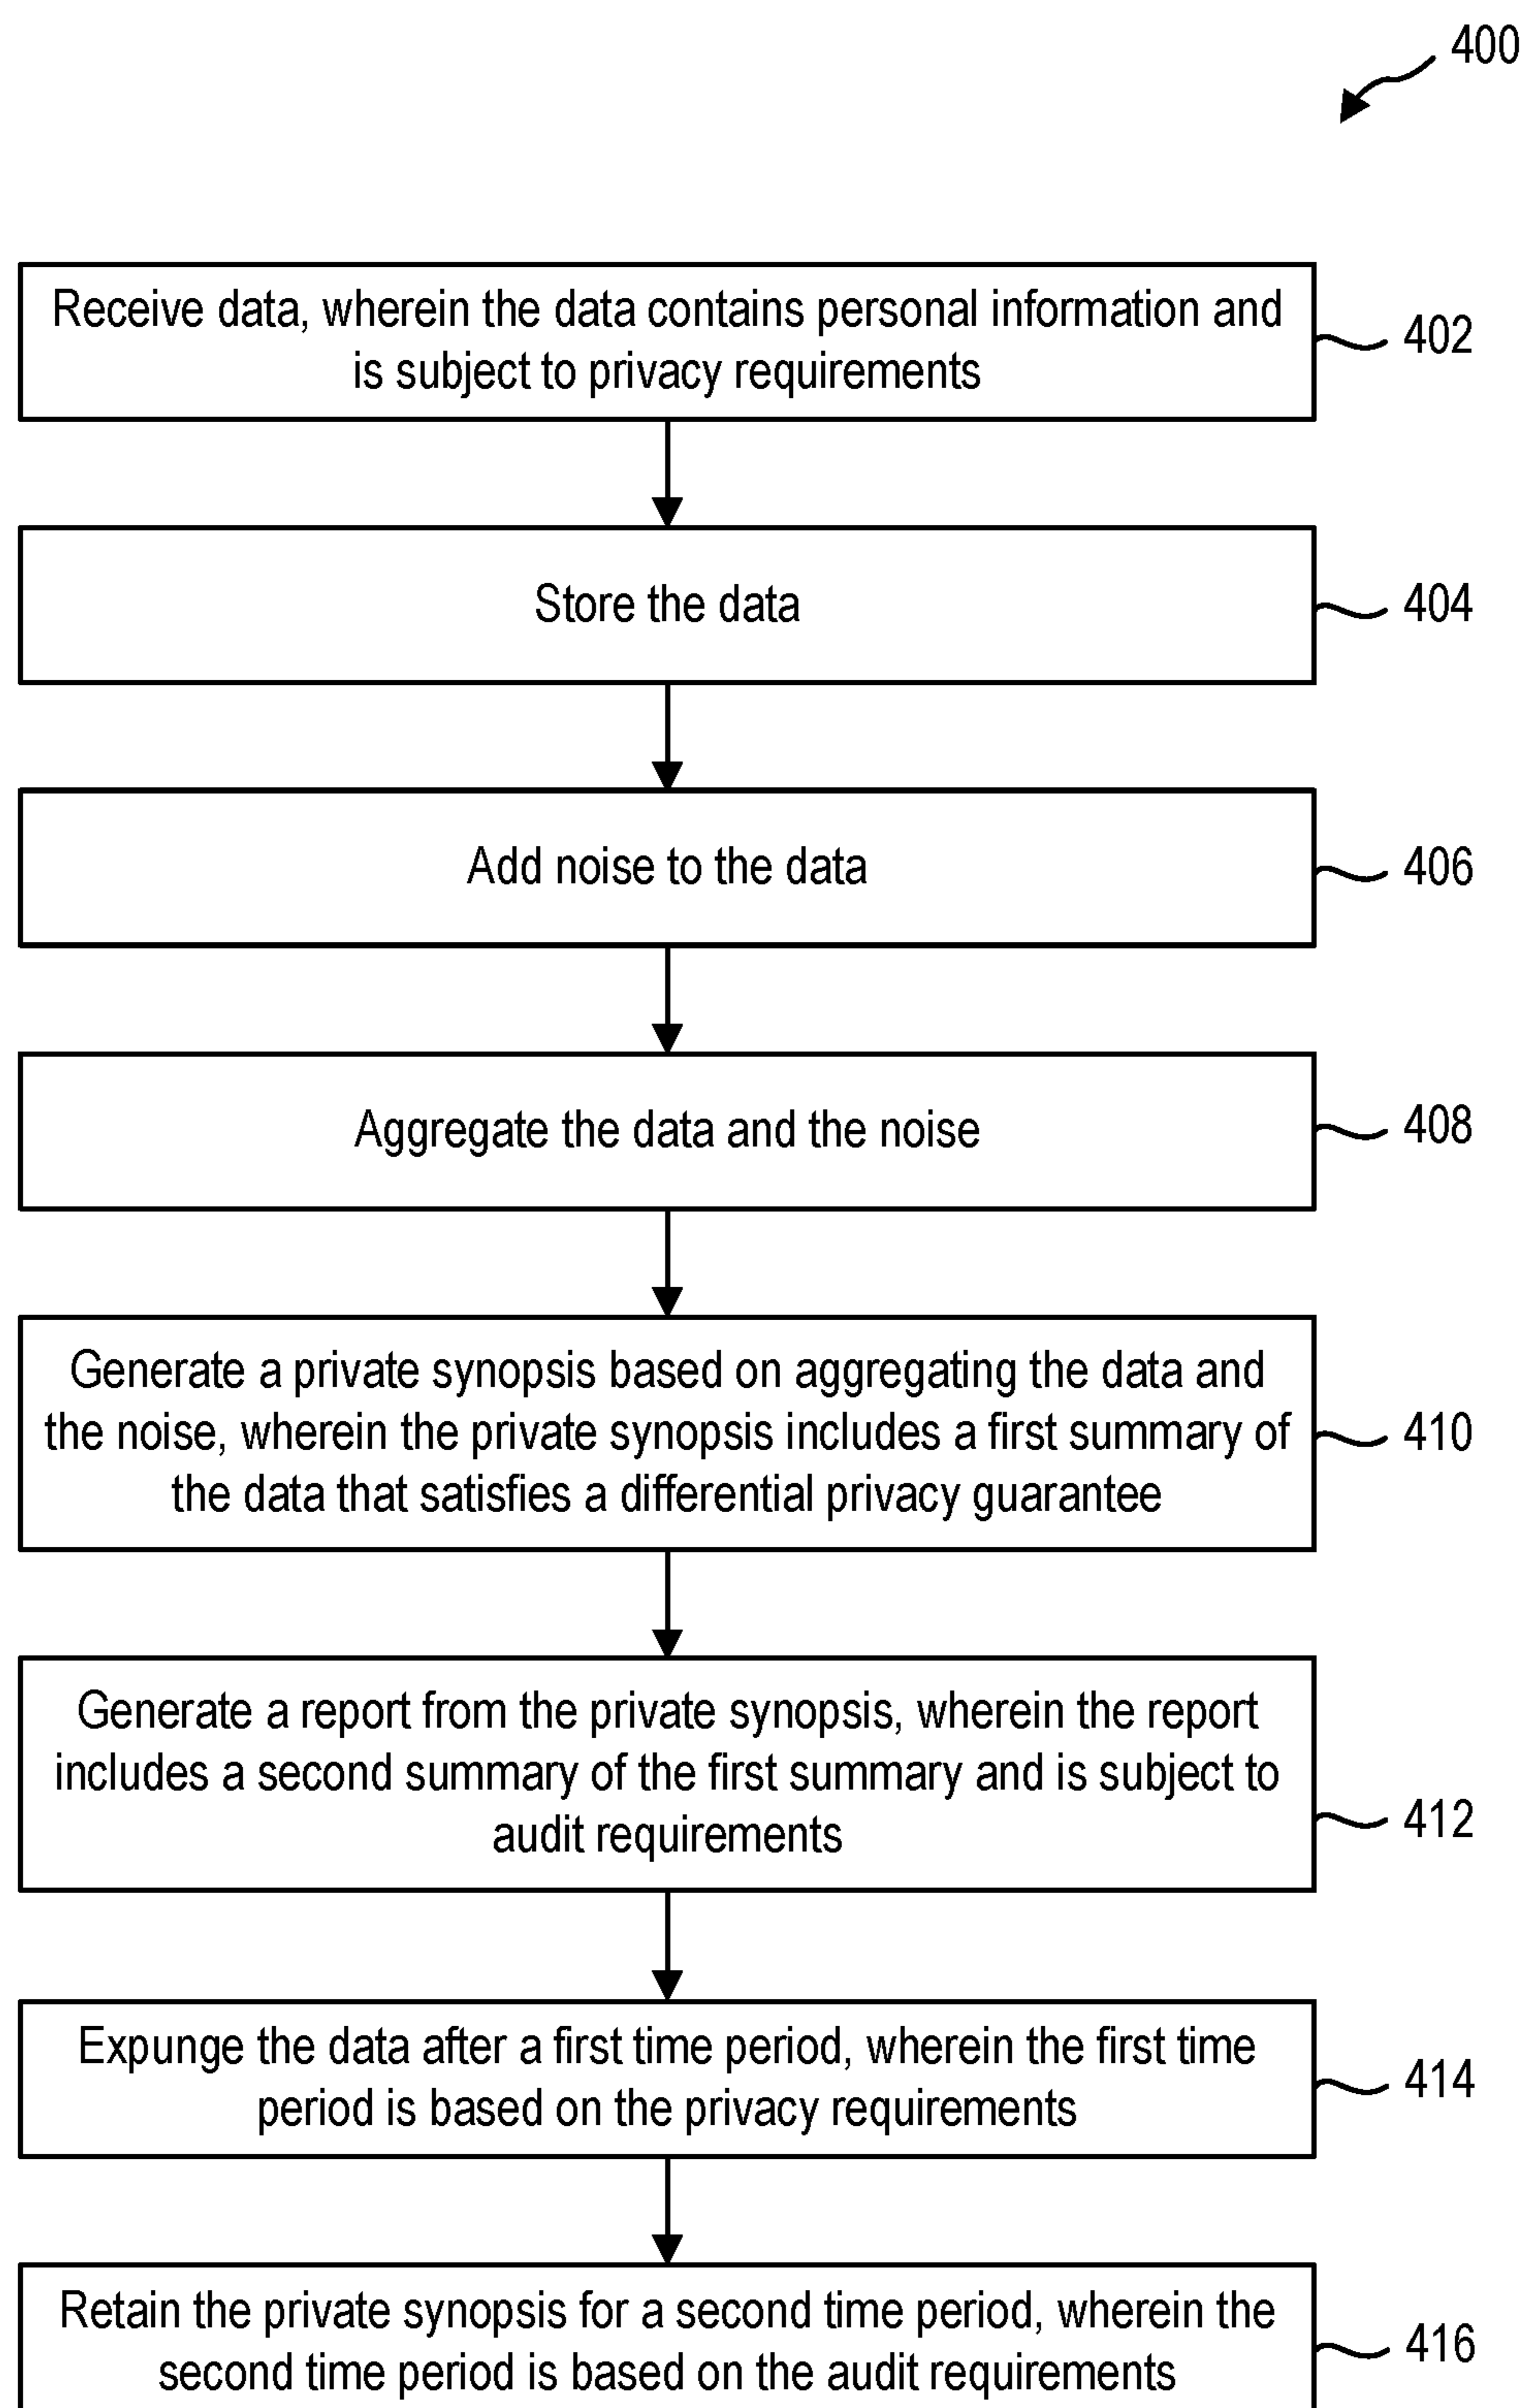 400
Receive data, wherein the data contains personal information and
is subject to privacy requirements
402
Store the data
404
Add noise to the data
406
Aggregate the data and the noise
408
Generate a private synopsis based on aggregating the data and
the noise, wherein the private synopsis includes a first summary of
the data that satisfies a differential privacy guarantee
410
Generate a report from the private synopsis, wherein the report
includes a second summary of the first summary and is subject to
audit requirements
412
Expunge the data after a first time period, wherein the first time
period is based on the privacy requirements
414
Retain the private synopsis for a second time period, wherein the
second time period is based on the audit requirements
416